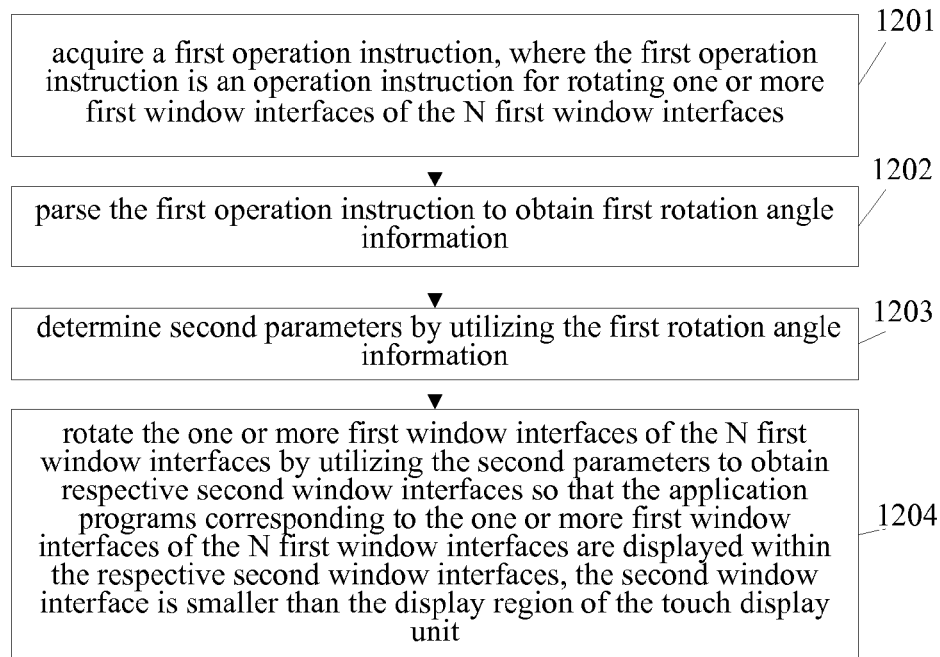 1201
acquire a first operation instruction, where the first operation
instruction is an operation instruction for rotating one or more
first window interfaces of the N first window interfaces
1202
parse the first operation instruction to obtain first rotation angle
information
1203
determine second parameters by utilizing the first rotation angle
information
rotate the one or more first window interfaces of the N first
window interfaces by utilizing the second parameters to obtain
respective second window interfaces so that the application
programs corresponding to the one or more first window
interfaces of the N first window interfaces are displayed within
the respective second window interfaces, the second window
interface is smaller than the display region of the touch display
unit
1204